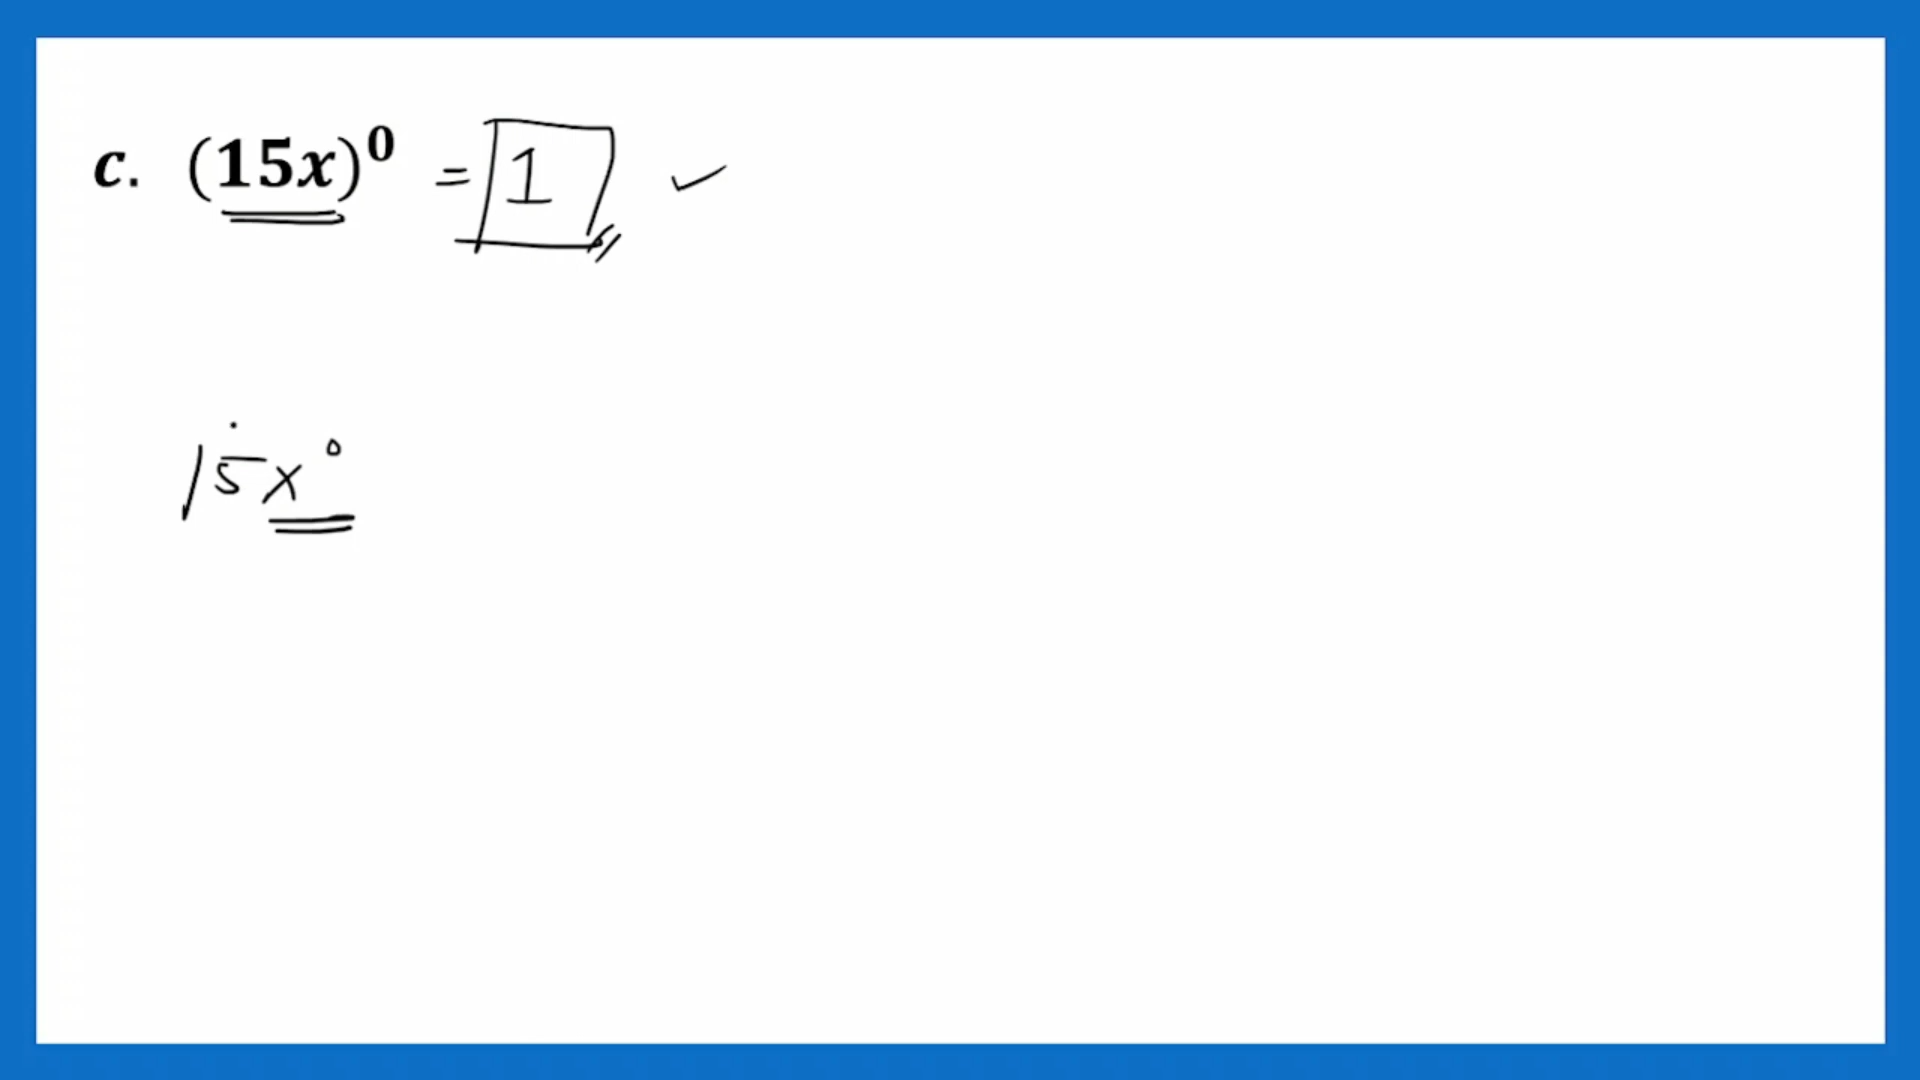 c. (15x)⁰ = 1 ✓
15x⁰